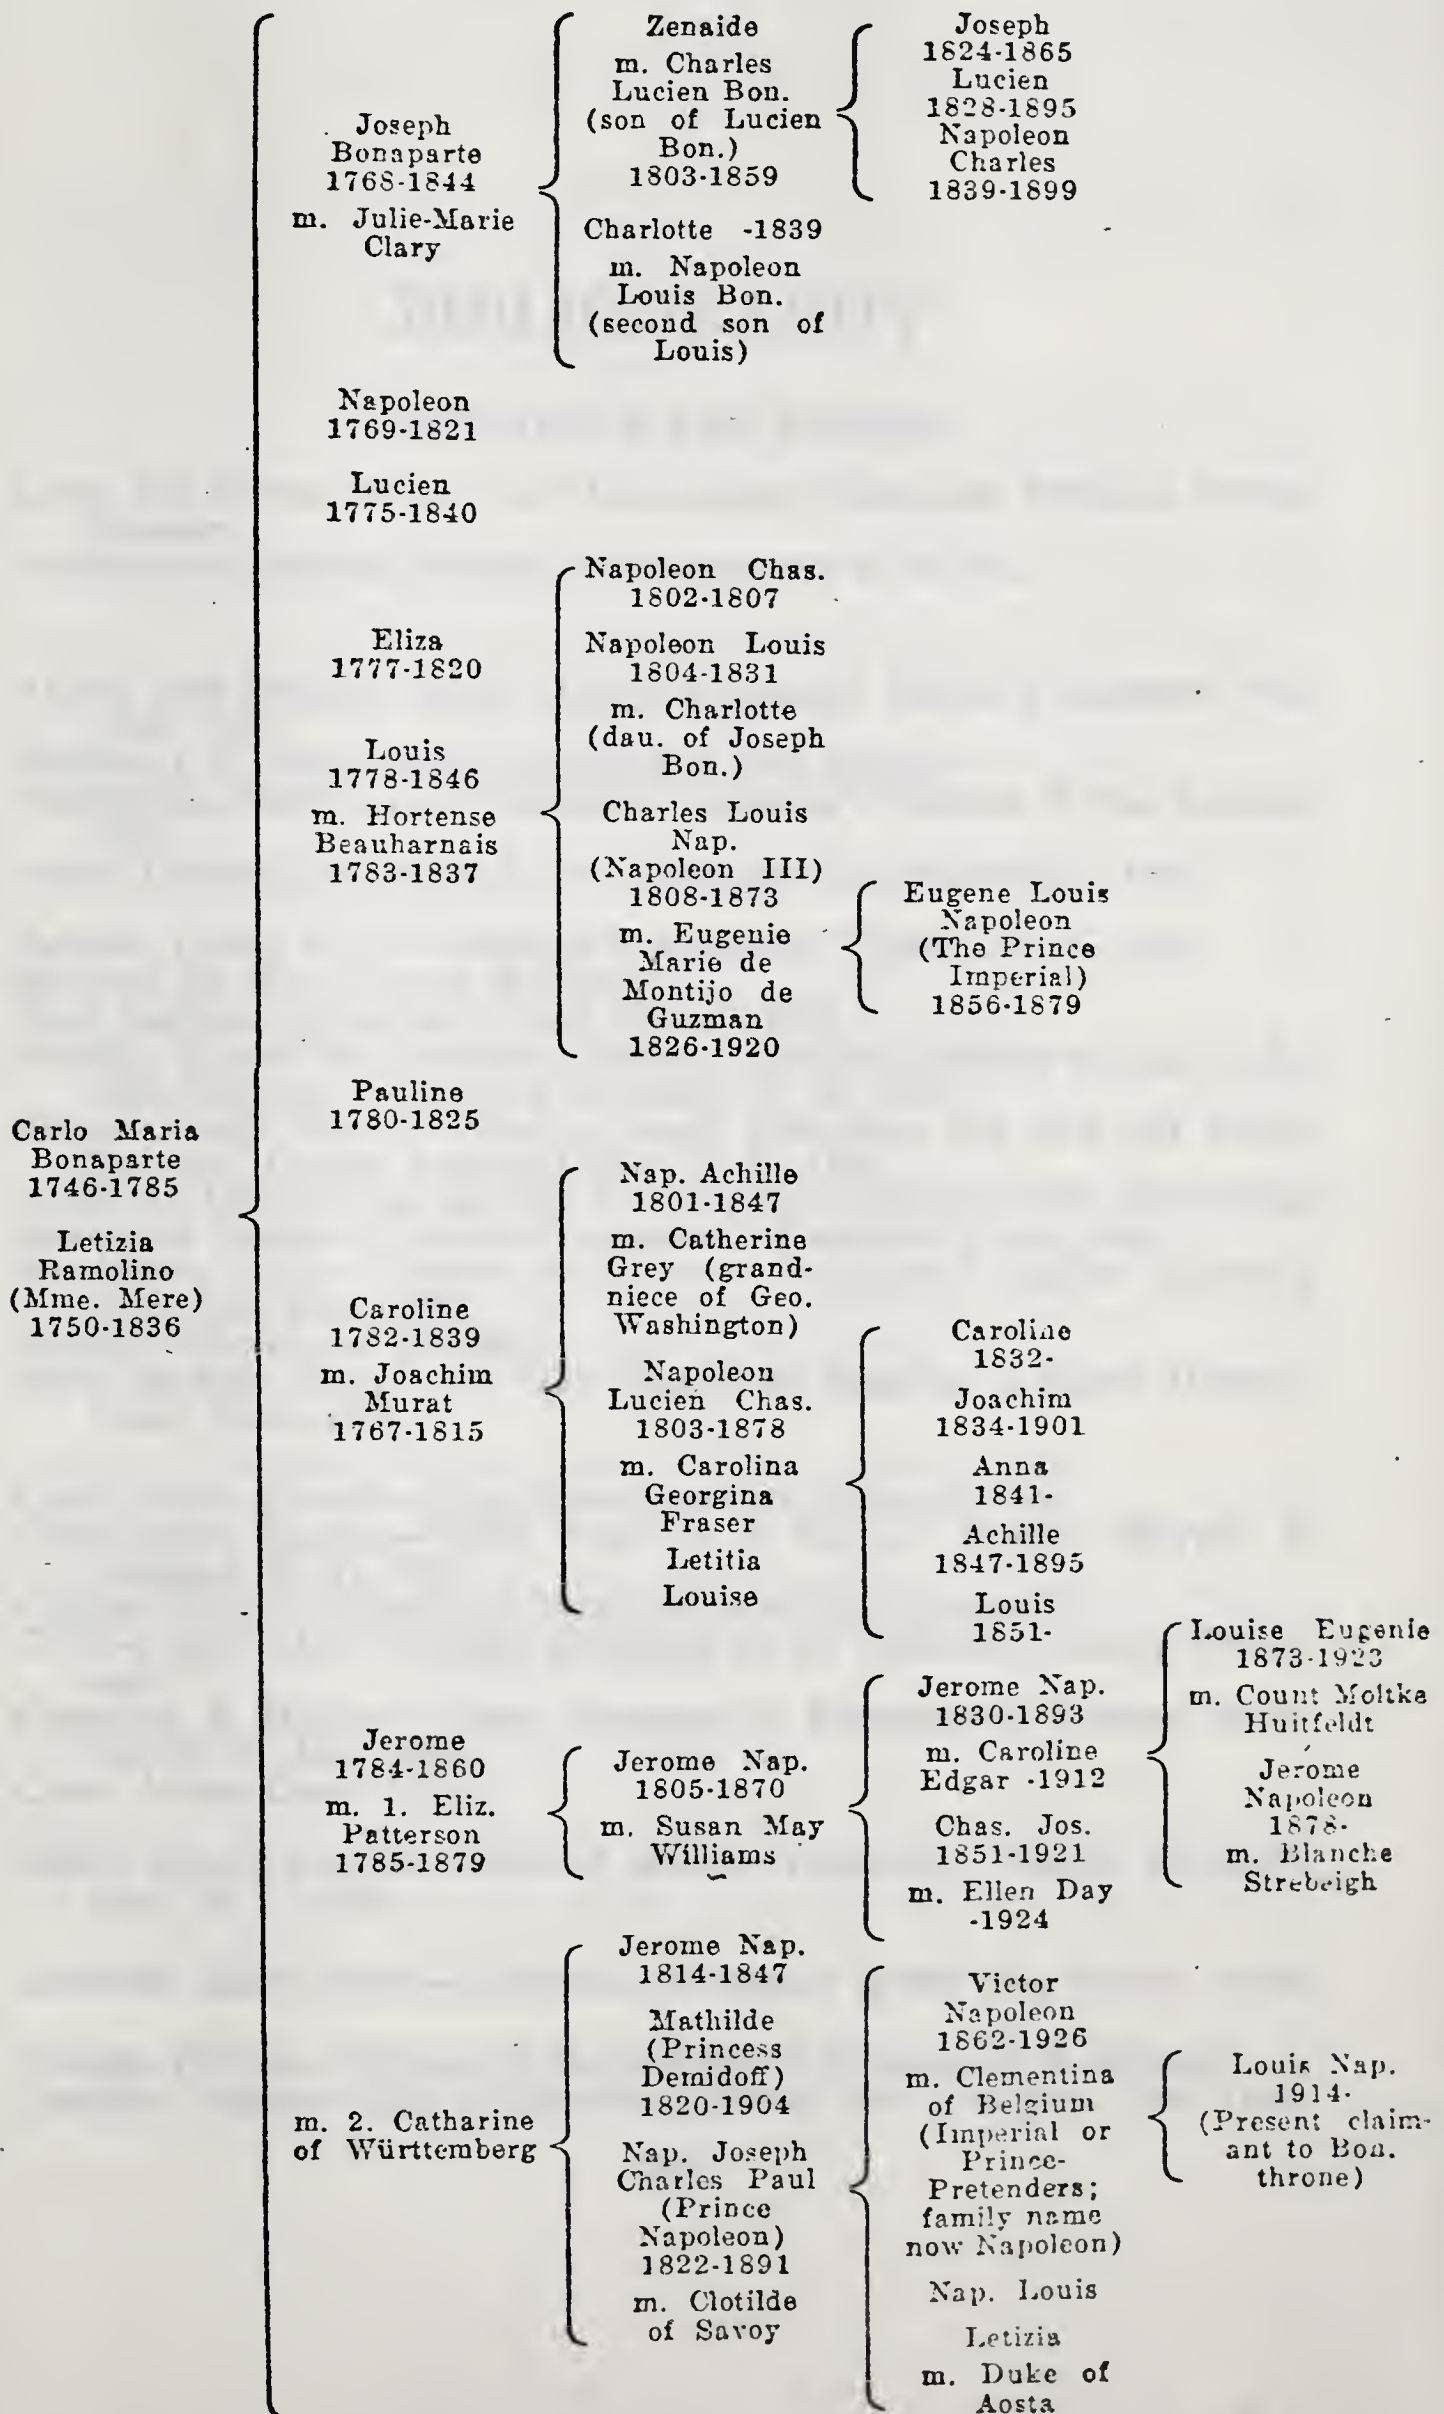 Carlo Maria
Bonaparte
1746-1785
Letizia
Ramolino
(Mme. Mere)
1750-1836
Joseph
Bonaparte
1768-1844
m. Julie-Marie
Clary
Zenaide
m. Charles
Lucien Bon.
(son of Lucien
Bon.)
1803-1859
Joseph
1824-1865
Lucien
1828-1895
Napoleon
Charles
1839-1899
Charlotte -1839
m. Napoleon
Louis Bon.
(second son of
Louis)
Napoleon
1769-1821
Lucien
1775-1840
Eliza
1777-1820
Louis
1778-1846
m. Hortense
Beauharnais
1783-1837
Napoleon Chas.
1802-1807
Napoleon Louis
1804-1831
m. Charlotte
(dau. of Joseph
Bon.)
Charles Louis
Nap.
(Napoleon III)
1808-1873
m. Eugenie
Marie de
Montijo de
Guzman
1826-1920
Eugene Louis
Napoleon
(The Prince
Imperial)
1856-1879
Pauline
1780-1825
Caroline
1782-1839
m. Joachim
Murat
1767-1815
Nap. Achille
1801-1847
m. Catherine
Grey (grand-
niece of Geo.
Washington)
Napoleon
Lucien Chas.
1803-1878
m. Carolina
Georgina
Fraser
Letitia
Louise
Caroline
1832-
Joachim
1834-1901
Anna
1841-
Achille
1847-1895
Louis
1851-
Jerome
1784-1860
m. 1. Eliz.
Patterson
1785-1879
Jerome Nap.
1805-1870
m. Susan May
Williams
Jerome Nap.
1830-1893
m. Caroline
Edgar -1912
Chas. Jos.
1851-1921
m. Ellen Day
-1924
Louise Eugenie
1873-1923
m. Count Moltke
Huitfeldt
Jerome
Napoleon
1878-
m. Blanche
Strebeigh
m. 2. Catharine
of Württemberg
Jerome Nap.
1814-1847
Mathilde
(Princess
Demidoff)
1820-1904
Nap. Joseph
Charles Paul
(Prince
Napoleon)
1822-1891
m. Clotilde
of Savoy
Victor
Napoleon
1862-1926
m. Clementina
of Belgium
(Imperial or
Prince-
Pretenders;
family name
now Napoleon)
Nap. Louis
Letizia
m. Duke of
Aosta
Louis Nap.
1914-
(Present claim-
ant to Bon.
throne)